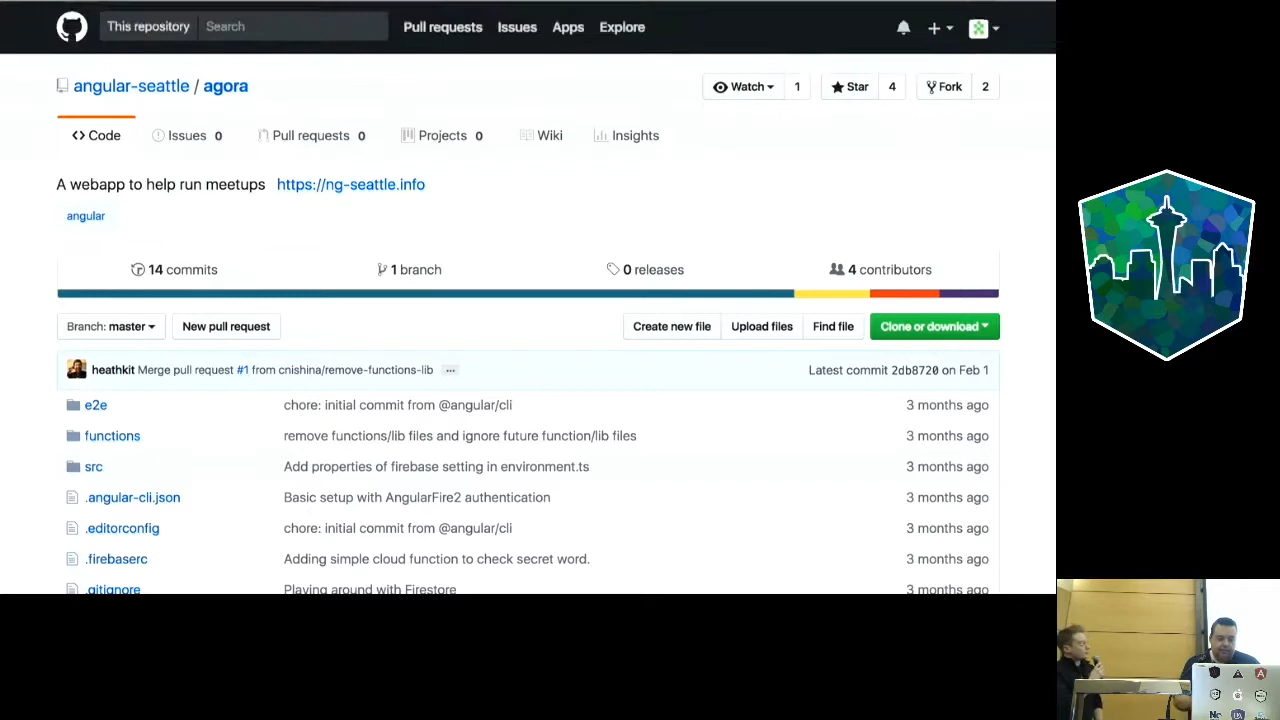 This repository Search Pull requests Issues Apps Explore
angular-seattle / agora Watch 1 Star 4 Fork 2
Code Issues 0 Pull requests 0 Projects 0 Wiki Insights
A webapp to help run meetups https://ng-seattle.info
angular
14 commits 1 branch 0 releases 4 contributors
Branch: master New pull request Create new file Upload files Find file Clone or download
heathkit Merge pull request #1 from cnishina/remove-functions-lib ... Latest commit 2db8720 on Feb 1
e2e chore: initial commit from @angular/cli 3 months ago
functions remove functions/lib files and ignore future function/lib files 3 months ago
src Add properties of firebase setting in environment.ts 3 months ago
.angular-cli.json Basic setup with AngularFire2 authentication 3 months ago
.editorconfig chore: initial commit from @angular/cli 3 months ago
.firebaserc Adding simple cloud function to check secret word. 3 months ago
.gitignore Playing around with Firestore 3 months ago